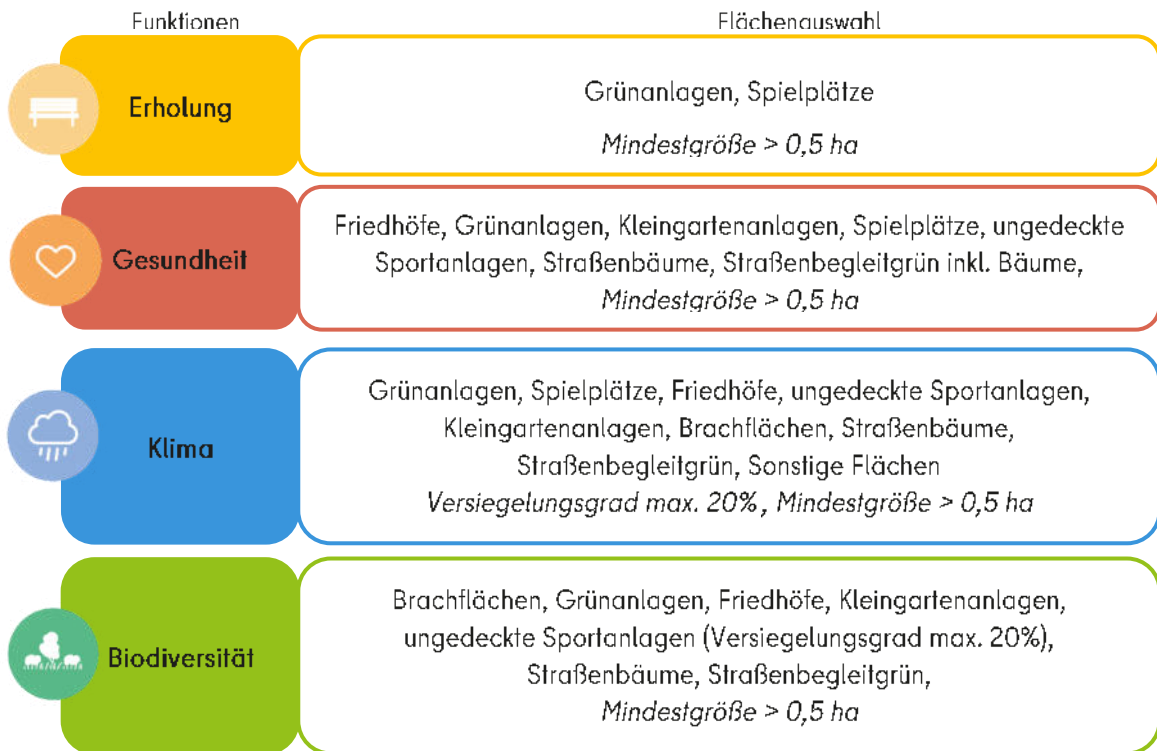 Funktionen
Flächenauswahl
Erholung
Grünanlagen, Spielplätze
Mindestgröße > 0,5 ha
Gesundheit
Friedhöfe, Grünanlagen, Kleingartenanlagen, Spielplätze, ungedeckte
Sportanlagen, Straßenbäume, Straßenbegleitgrün inkl. Bäume,
Mindestgröße > 0,5 ha
Klima
Grünanlagen, Spielplätze, Friedhöfe, ungedeckte Sportanlagen,
Kleingartenanlagen, Brachflächen, Straßenbäume,
Straßenbegleitgrün, Sonstige Flächen
Versiegelungsgrad max. 20%, Mindestgröße > 0,5 ha
Biodiversität
Brachflächen, Grünanlagen, Friedhöfe, Kleingartenanlagen,
ungedeckte Sportanlagen (Versiegelungsgrad max. 20%),
Straßenbäume, Straßenbegleitgrün,
Mindestgröße > 0,5 ha